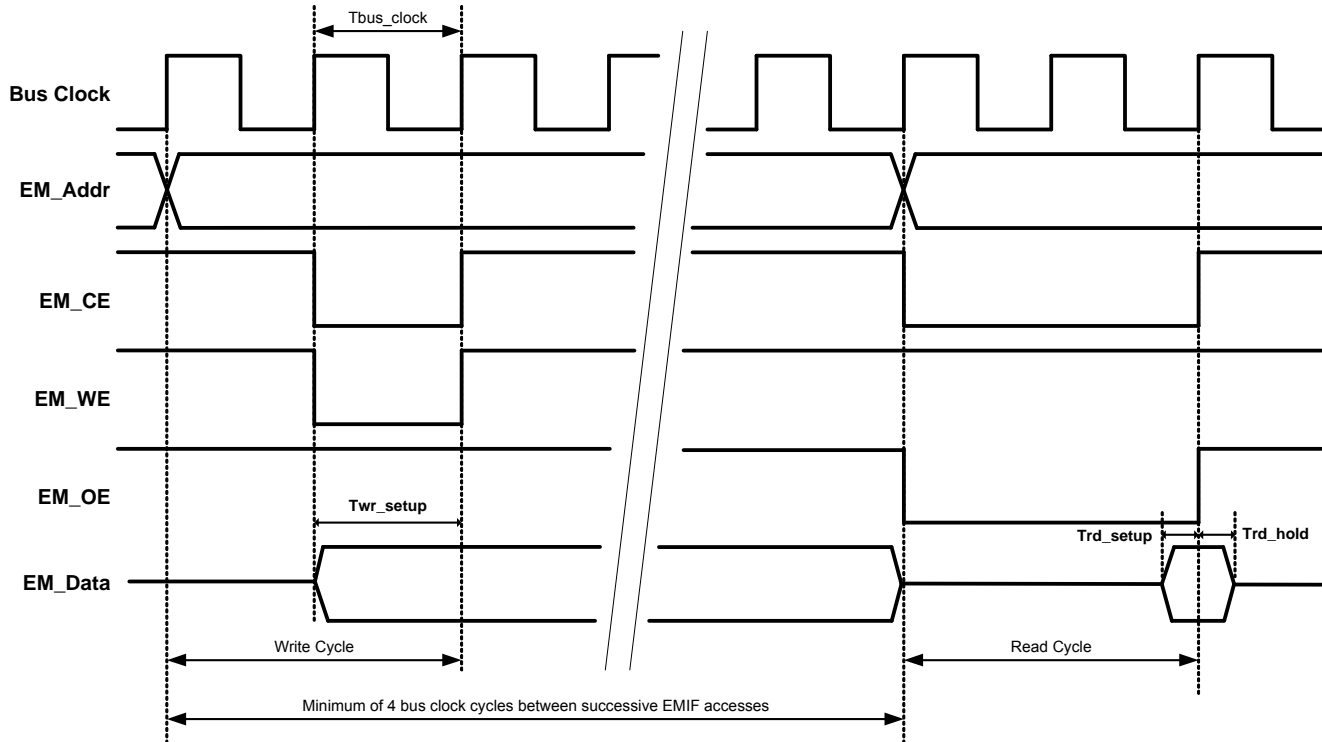 Tbus_clock
Bus Clock
EM_Addr
EM_CE
EM_WE
EM_OE
Twr_setup
Trd_setup
Trd_hold
EM_Data
Write Cycle
Read Cycle
Minimum of 4 bus clock cycles between successive EMIF accesses